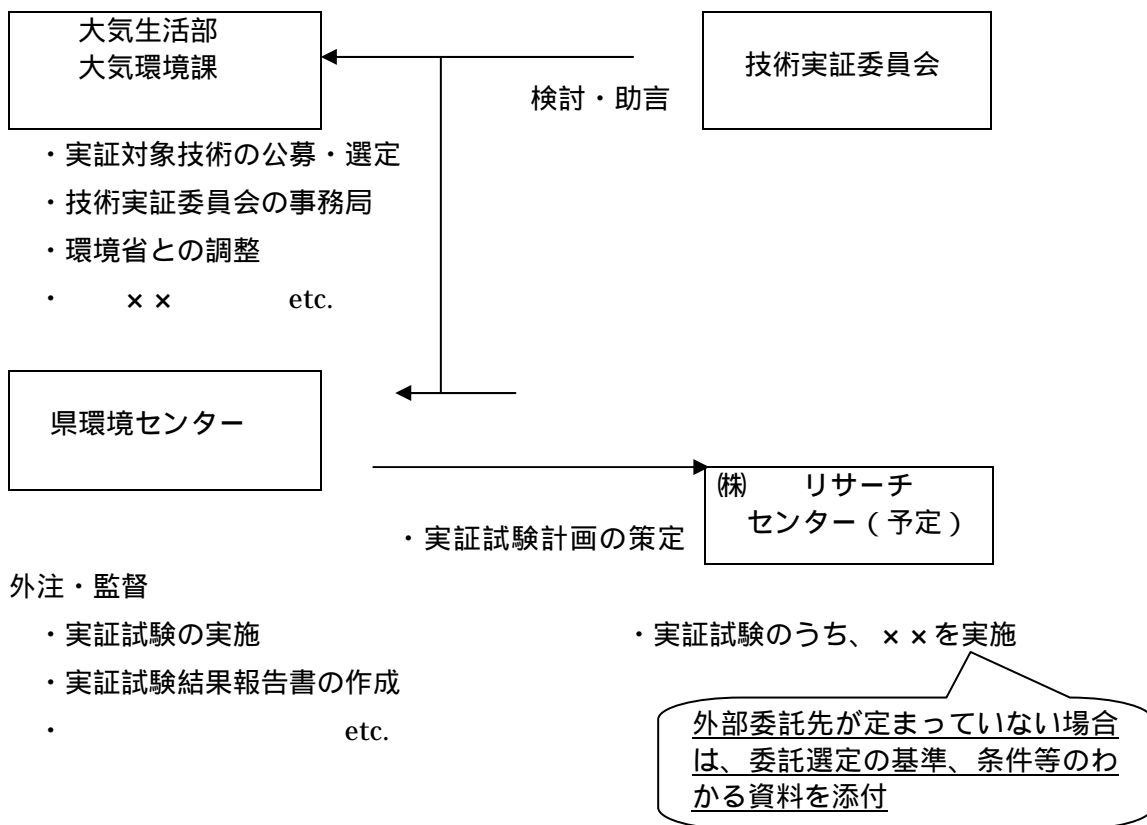 大気生活部
大気環境課
技術実証委員会
検討・助言
・実証対象技術の公募・選定
・技術実証委員会の事務局
・環境省との調整
・　　××　　　etc.
県環境センター
㈱　　リサーチ
センター（予定）
・実証試験計画の策定
外注・監督
・実証試験の実施
・実証試験のうち、××を実施
・実証試験結果報告書の作成
・　　　　　　　etc.
外部委託先が定まっていない場合
は、委託選定の基準、条件等のわ
かる資料を添付